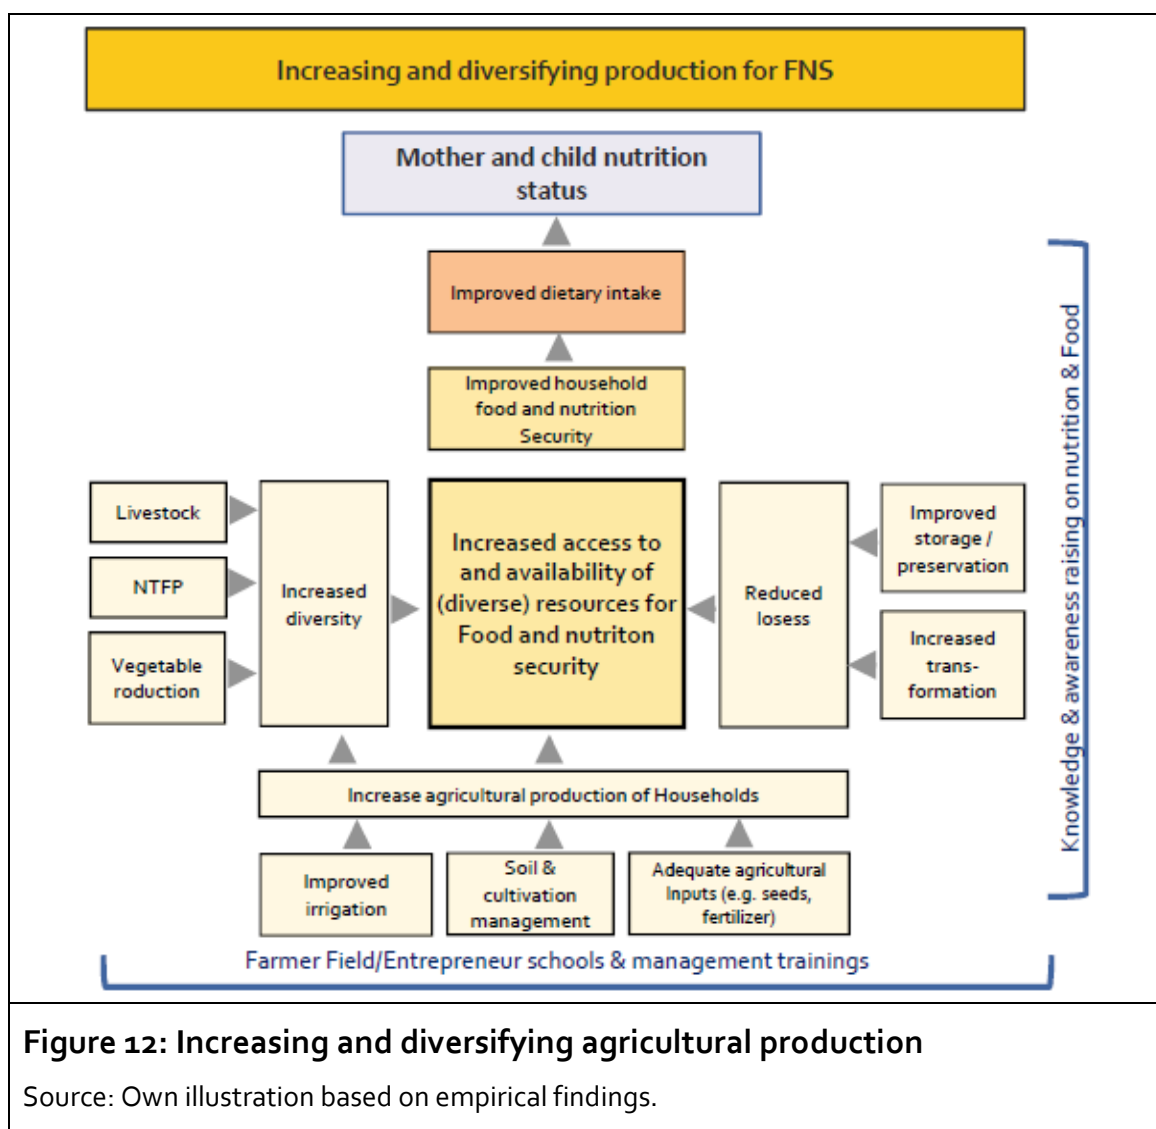 Increasing and diversifying production for FNS
Mother and child nutrition
status
Improved dietary intake
Improved household
food and nutrition
Security
Livestock
NTFP
Vegetable
roduction
Increased
diversity
Increased access to
and availability of
(diverse) resources for
Food and nutriton
security
Reduced
losess
Improved
storage /
preservation
Increased
trans-
formation
Increase agricultural production of Households
Improved
irrigation
Soil &
cultivation
management
Adequate agricultural
Inputs (e.g. seeds,
fertilizer)
Knowledge & awareness raising on nutrition & Food
Farmer Field/Entrepreneur schools & management trainings
Figure 12: Increasing and diversifying agricultural production
Source: Own illustration based on empirical findings.